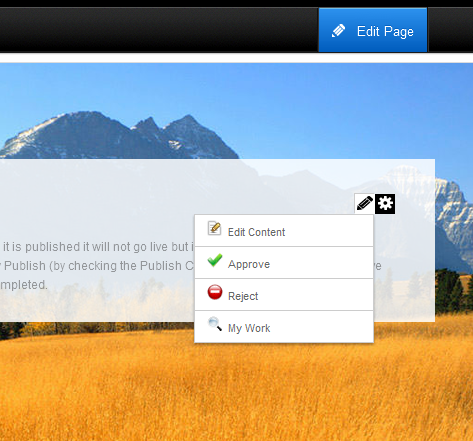 Edit Page
it is published it will not go live but i
Publish (by checking the Publish C
ve
mpleted.
Edit Content
Approve
Reject
My Work